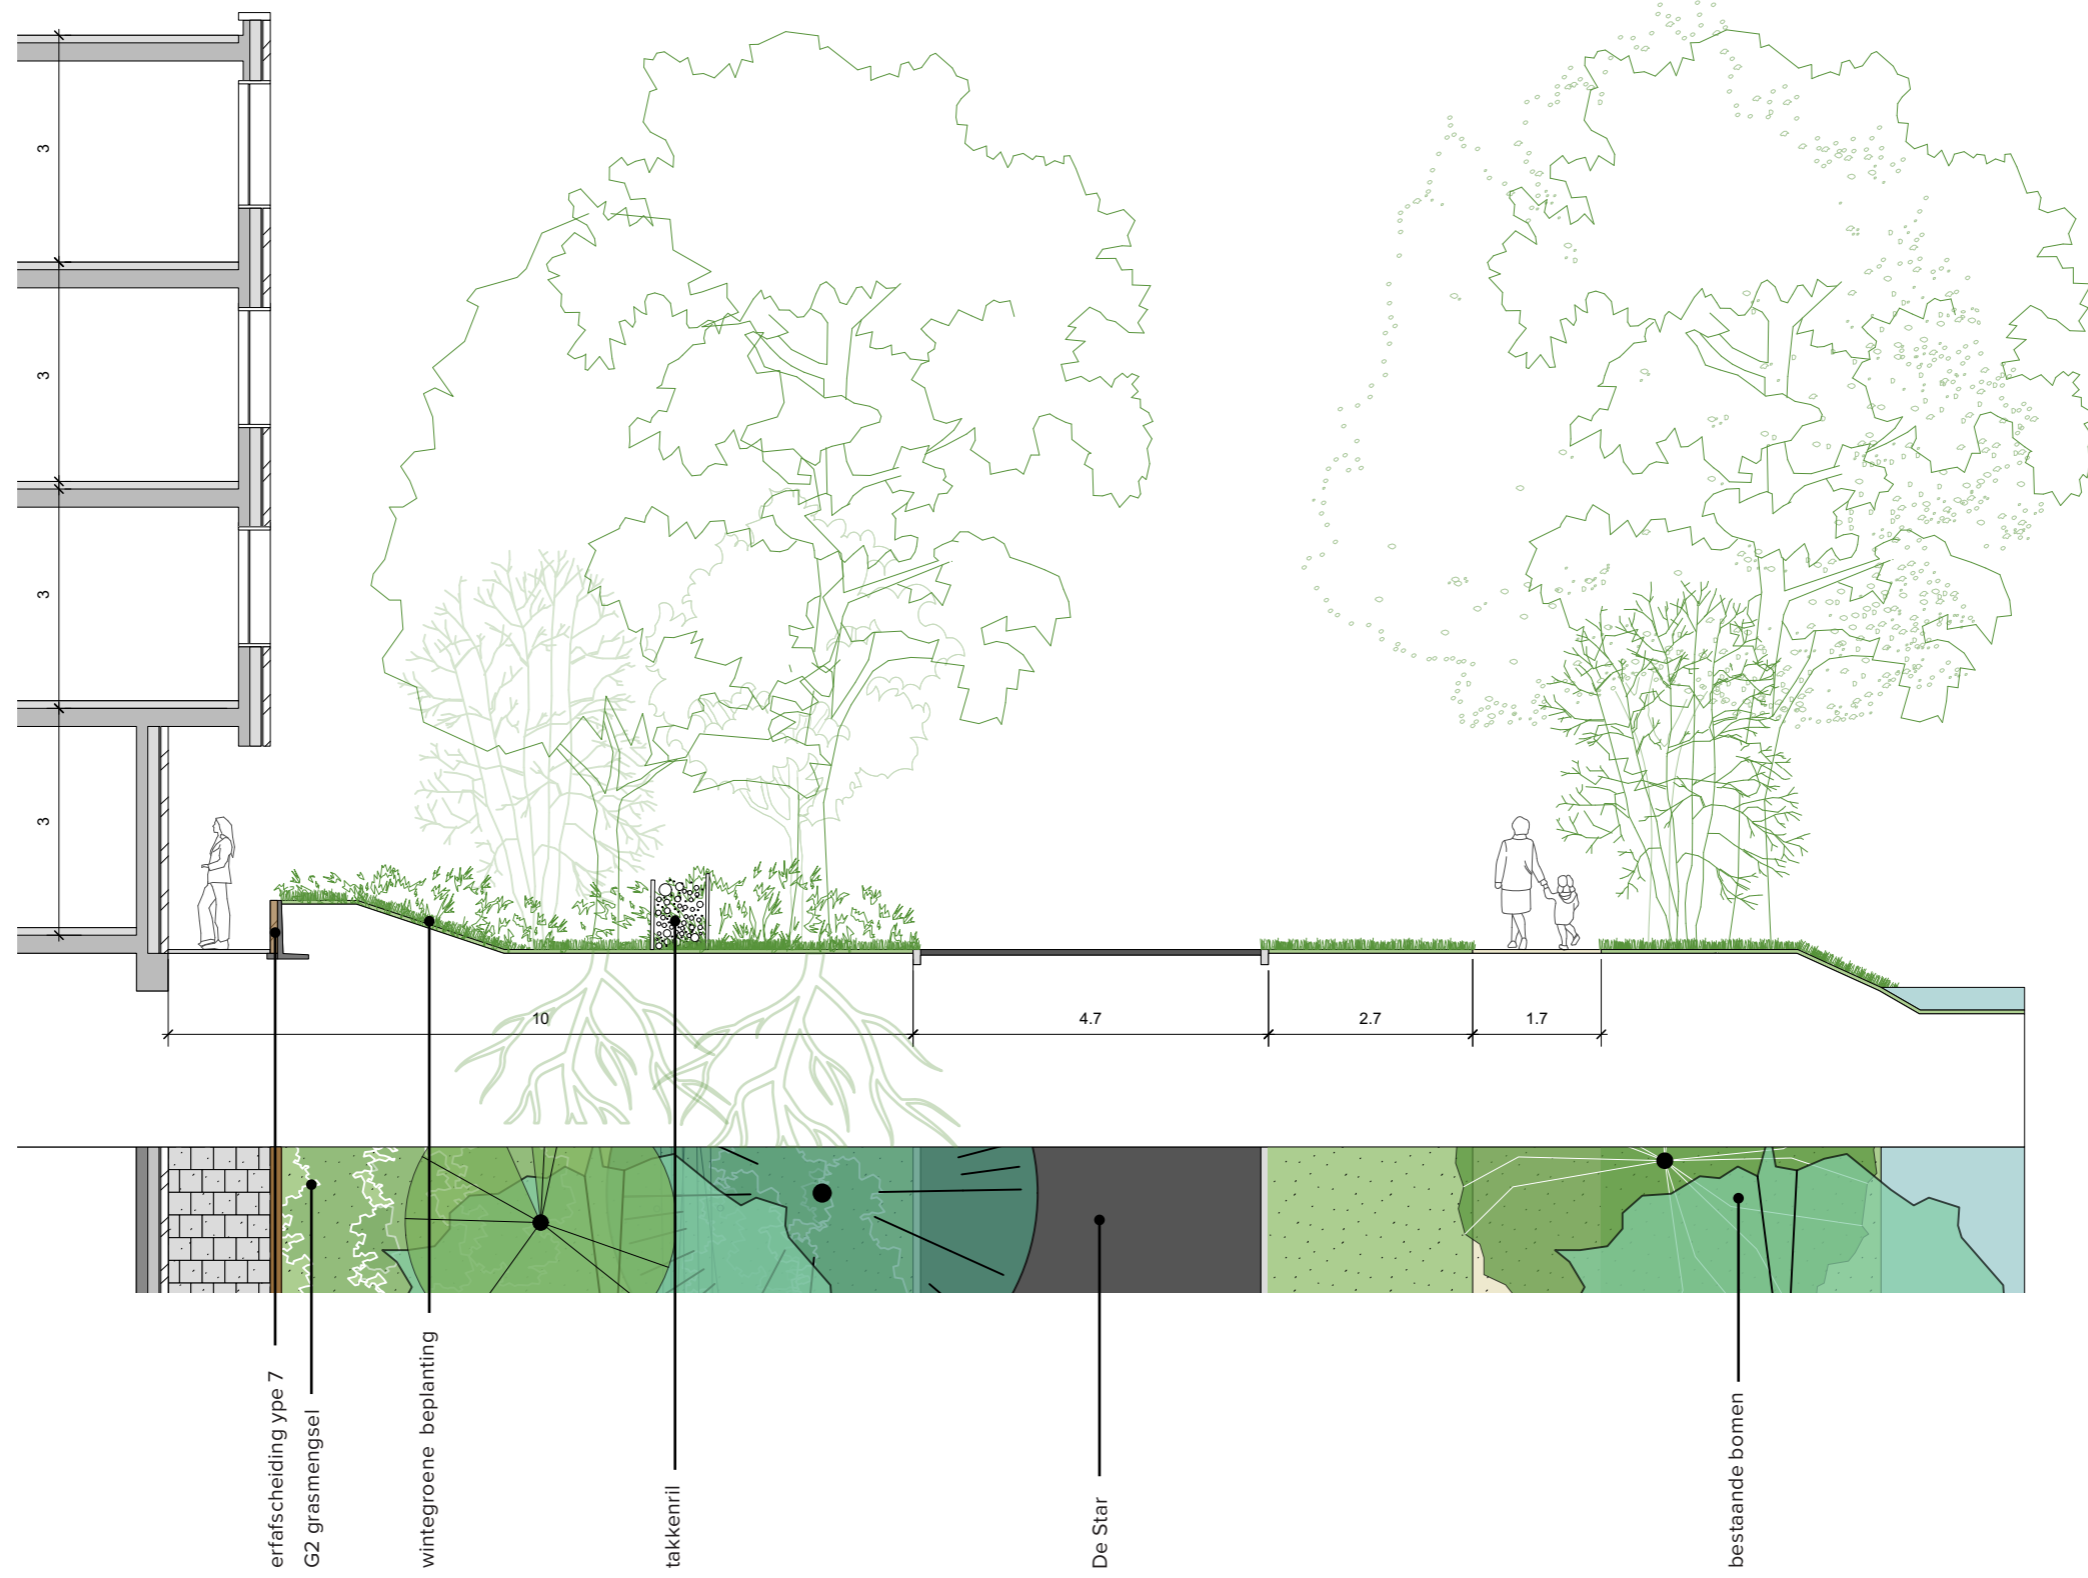 3
3
3
3
10
4.7
2.7
1.7
erfafscheiding ype 7
G2 grasmengsel
wintegroene beplanting
takkenril
De Star
bestaande bomen